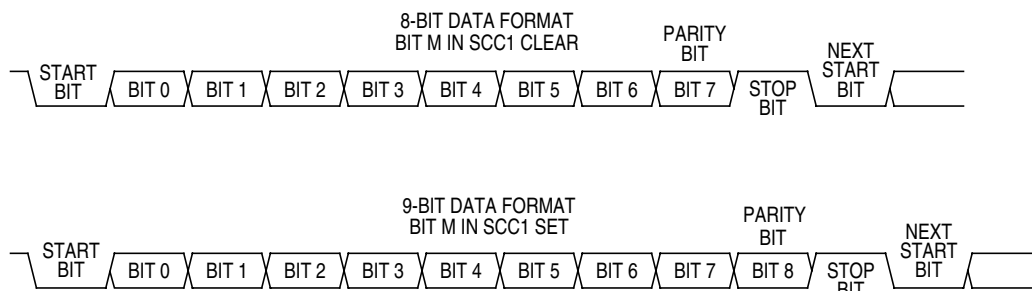 8-BIT DATA FORMAT
BIT M IN SCC1 CLEAR
PARITY
BIT
NEXT
START
BIT
START
BIT
BIT 0
BIT 1
BIT 2
BIT 3
BIT 4
BIT 5
BIT 6
BIT 7
STOP
BIT
9-BIT DATA FORMAT
BIT M IN SCC1 SET
PARITY
BIT
NEXT
START
BIT
START
BIT
BIT 0
BIT 1
BIT 2
BIT 3
BIT 4
BIT 5
BIT 6
BIT 7
BIT 8
STOP
BIT